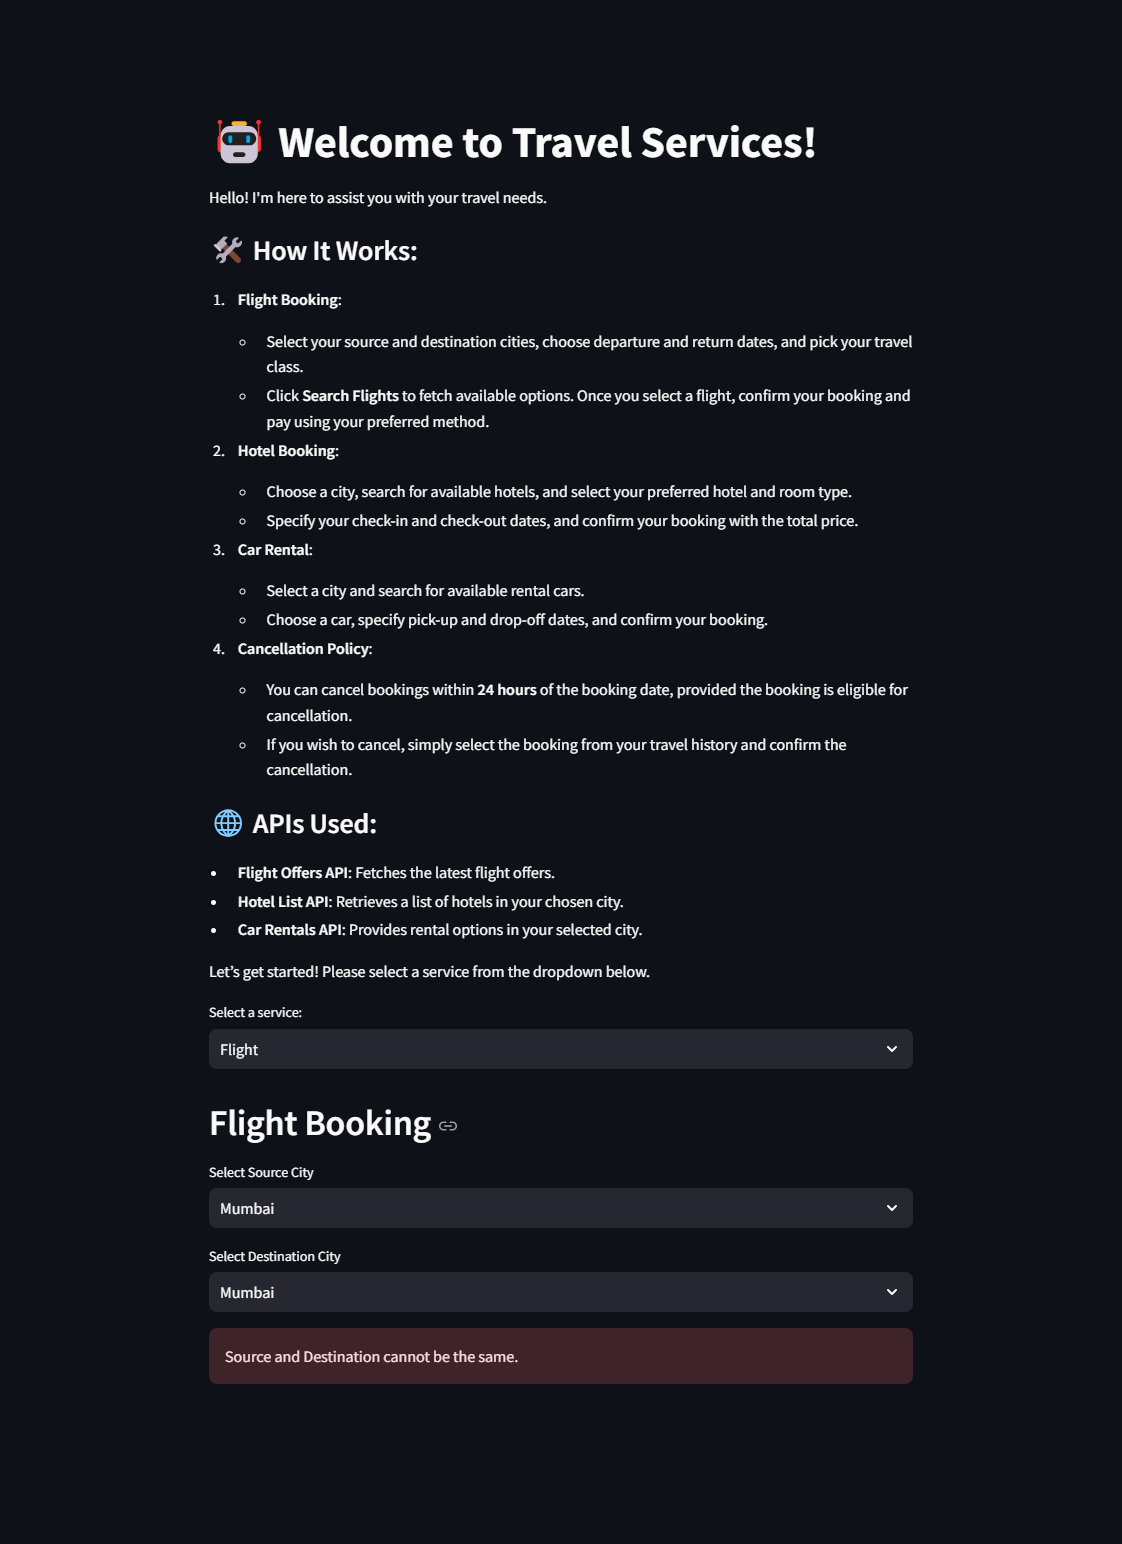 Welcome to Travel Services!
Hello! I'm here to assist you with your travel needs.
How It Works:
1. Flight Booking:
Select your source and destination cities, choose departure and return dates, and pick your travel
class.
Click Search Flights to fetch available options. Once you select a flight, confirm your booking and
pay using your preferred method.
2. Hotel Booking:
Choose a city, search for available hotels, and select your preferred hotel and room type.
Specify your check-in and check-out dates, and confirm your booking with the total price.
3. Car Rental:
Select a city and search for available rental cars.
Choose a car, specify pick-up and drop-off dates, and confirm your booking.
4. Cancellation Policy:
You can cancel bookings within 24 hours of the booking date, provided the booking is eligible for
cancellation.
If you wish to cancel, simply select the booking from your travel history and confirm the
cancellation.
APIs Used:
Flight Offers API: Fetches the latest flight offers.
Hotel List API: Retrieves a list of hotels in your chosen city.
Car Rentals API: Provides rental options in your selected city.
Let’s get started! Please select a service from the dropdown below.
Select a service:
Flight
Flight Booking
Select Source City
Mumbai
Select Destination City
Mumbai
Source and Destination cannot be the same.